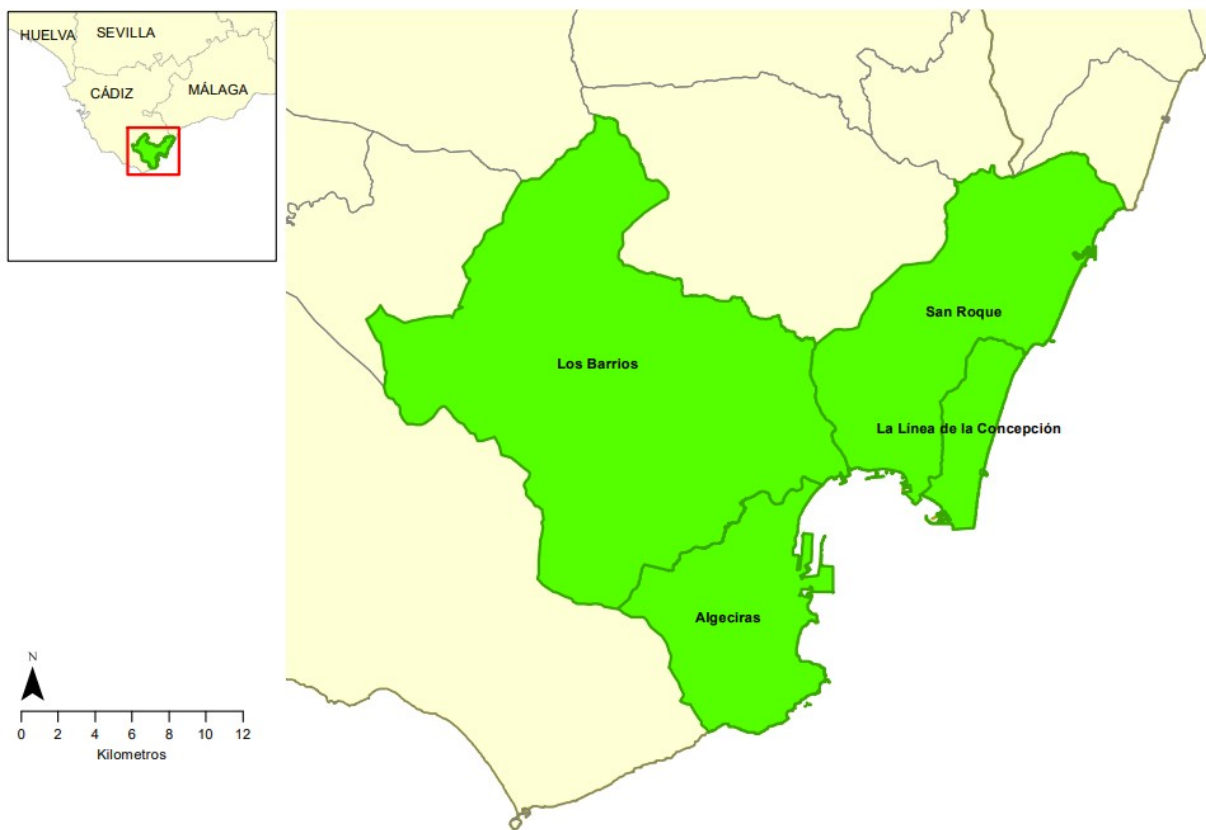 HUELVA
SEVILLA
CÁDIZ
MÁLAGA
San Roque
Los Barrios
La Línea de la Concepción
Algeciras
N
0 2 4 6 8 10 12
Kilometros